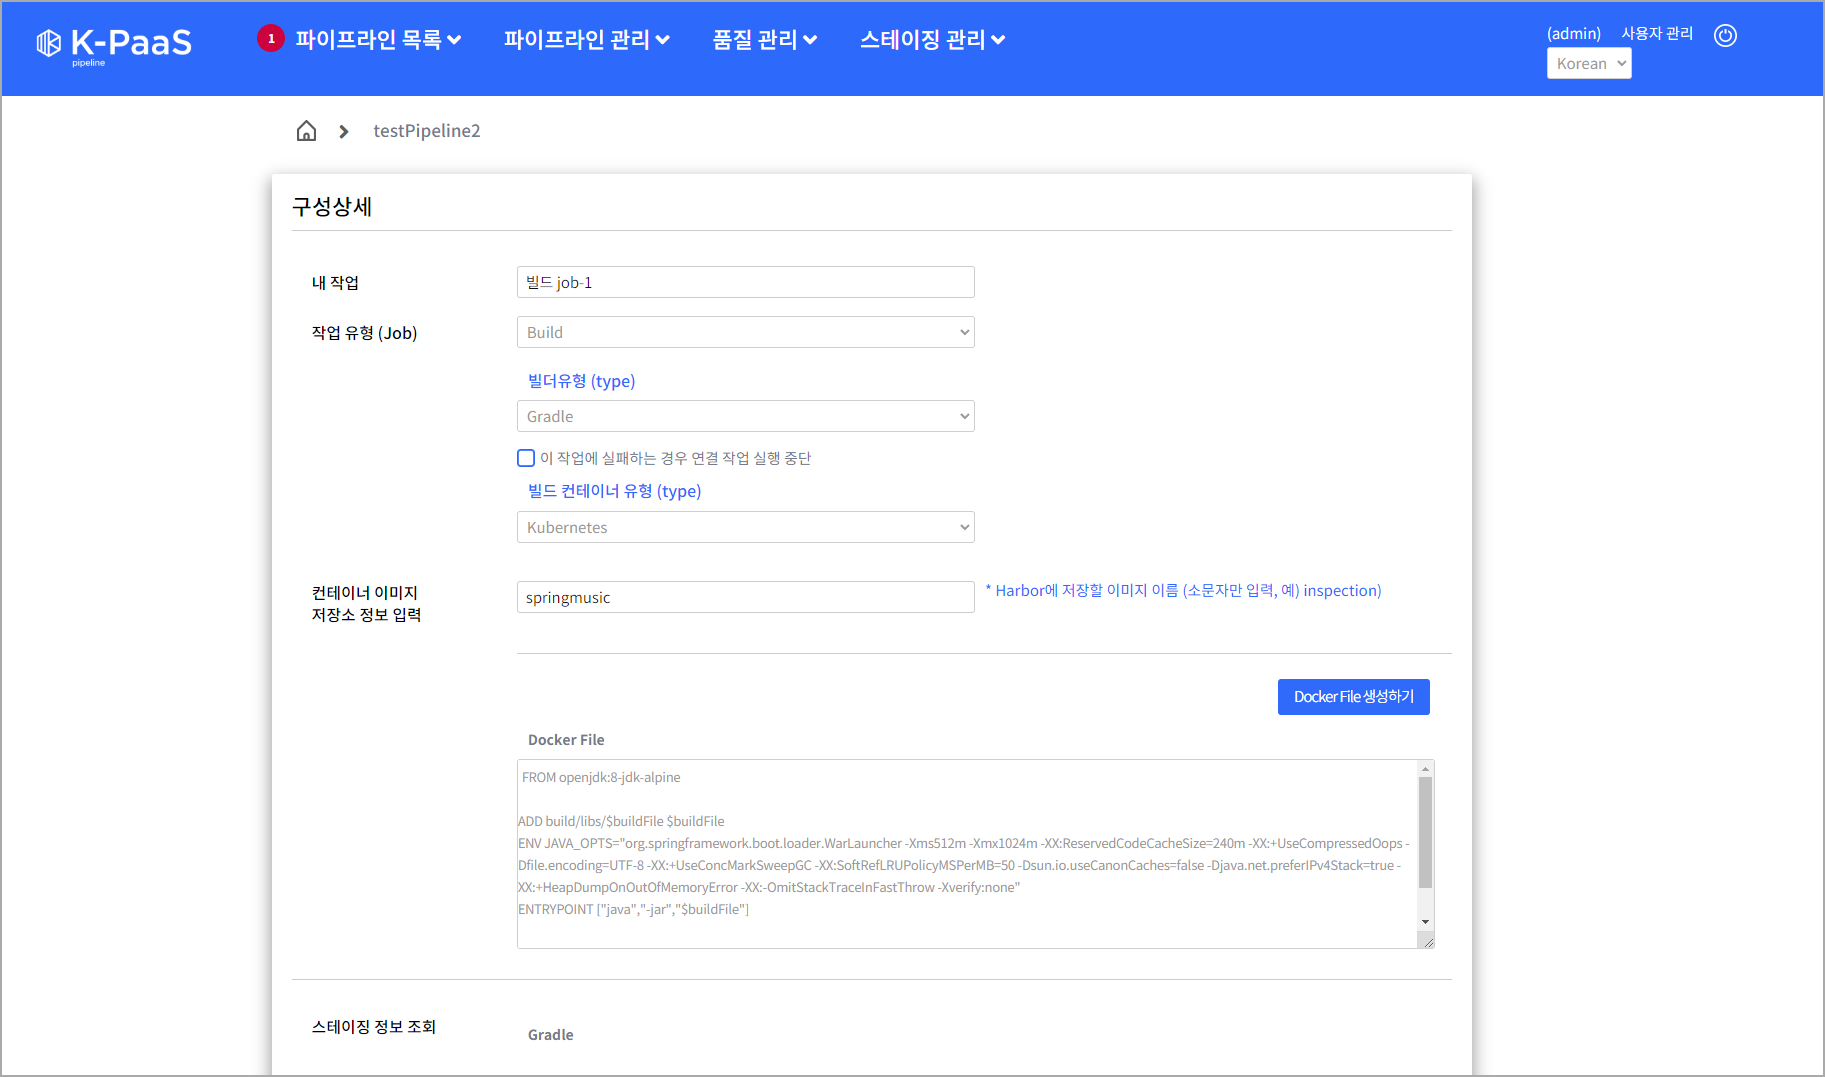 K-PaaS
pipeline
1
파이프라인 목록
파이프라인 관리
품질 관리
스테이징 관리
(admin)
사용자 관리
Korean
testPipeline2
구성상세
내 작업
빌드 job-1
작업 유형 (Job)
Build
빌더유형 (type)
Gradle
이 작업에 실패하는 경우 연결 작업 실행 중단
빌드 컨테이너 유형 (type)
Kubernetes
컨테이너 이미지
저장소 정보 입력
springmusic
* Harbor에 저장할 이미지 이름 (소문자만 입력, 예) inspection)
Docker File 생성하기
Docker File
FROM openjdk:8-jdk-alpine
ADD build/libs/$buildFile $buildFile
ENV JAVA_OPTS="org.springframework.boot.loader.WarLauncher -Xms512m -Xmx1024m -XX:ReservedCodeCacheSize=240m -XX:+UseCompressedOops -
Dfile.encoding=UTF-8 -XX:+UseConcMarkSweepGC -XX:SoftRefLRUPolicyMSPerMB=50 -Dsun.io.useCanonCaches=false -Djava.net.preferIPv4Stack=true -
XX:+HeapDumpOnOutOfMemoryError -XX:-OmitStackTraceInFastThrow -Xverify:none"
ENTRYPOINT ["java","-jar","$buildFile"]
스테이징 정보 조회
Gradle